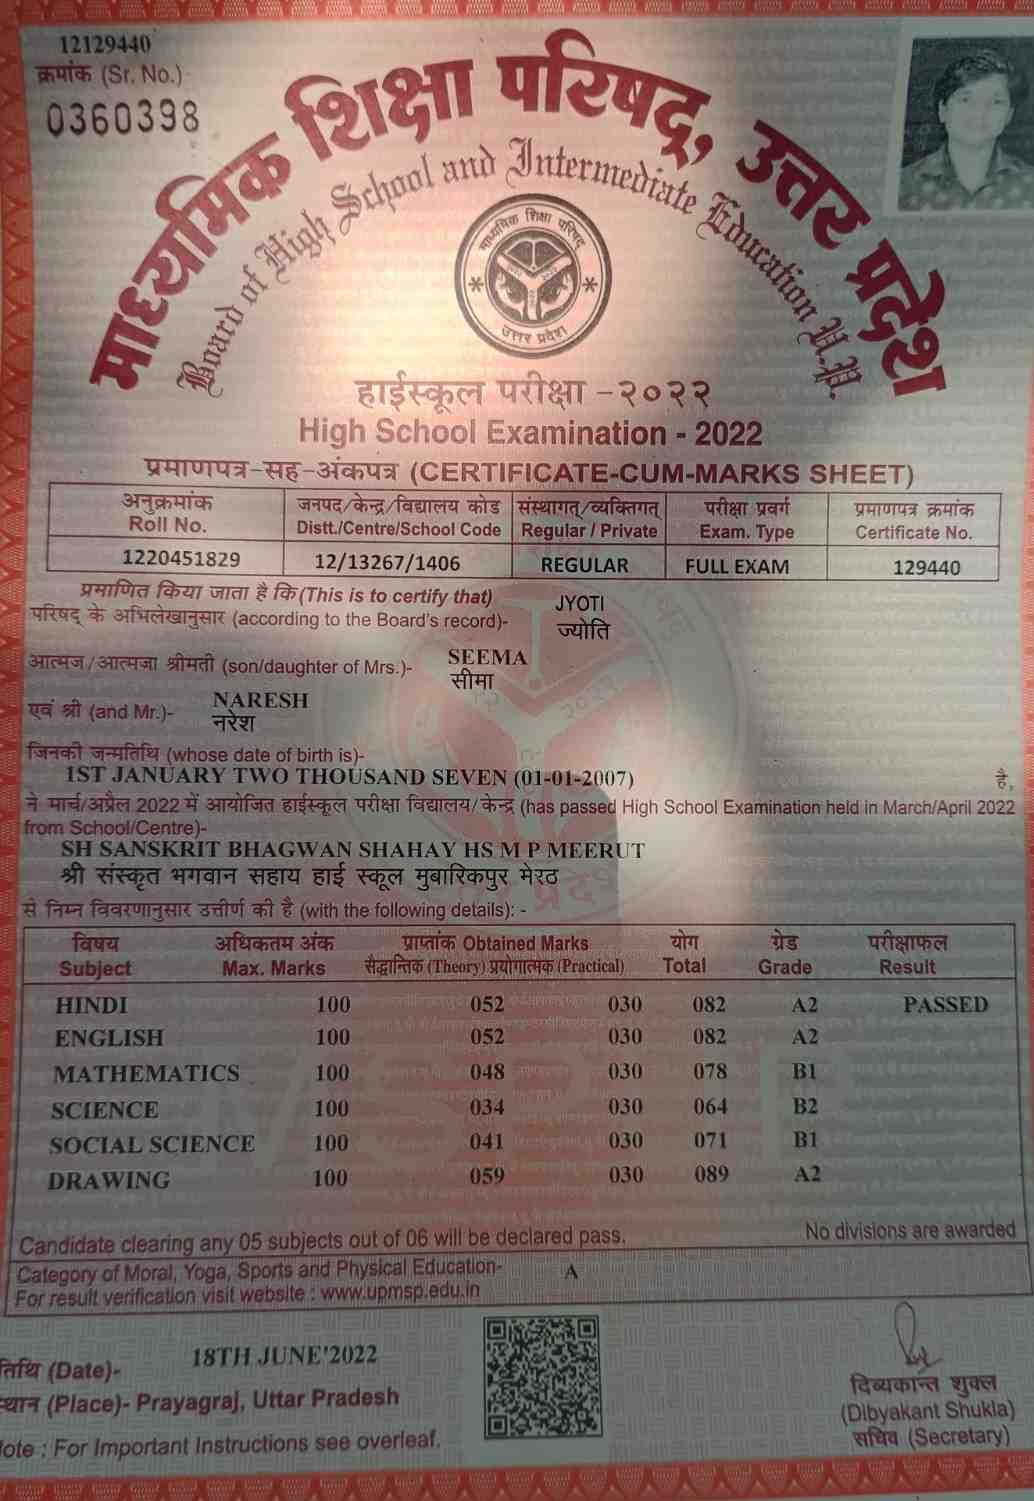 12129440
क्रमांक (Sr. No.)
0360398
माध्यमिक शिक्षा परिषद्, उत्तर प्रदेश
Board of High School and Intermediate Education U.P.
माध्यमिक शिक्षा परिषद्
उत्तर प्रदेश
हाईस्कूल परीक्षा – २०२२
High School Examination - 2022
प्रमाणपत्र-सह-अंकपत्र (CERTIFICATE-CUM-MARKS SHEET)
अनुक्रमांक जनपद/केन्द्र/विद्यालय कोड संस्थागत्/व्यक्तिगत् परीक्षा प्रवर्ग प्रमाणपत्र क्रमांक
Roll No. Distt./Centre/School Code Regular / Private Exam. Type Certificate No.
1220451829 12/13267/1406 REGULAR FULL EXAM 129440
प्रमाणित किया जाता है कि (This is to certify that) JYOTI
परिषद् के अभिलेखानुसार (according to the Board's record)- ज्योति
आत्मज/आत्मजा श्रीमती (son/daughter of Mrs.)- SEEMA
सीमा
एवं श्री (and Mr.)- NARESH
नरेश
जिनकी जन्मतिथि (whose date of birth is)-
1ST JANUARY TWO THOUSAND SEVEN (01-01-2007) है,
ने मार्च/अप्रैल 2022 में आयोजित हाईस्कूल परीक्षा विद्यालय/केन्द्र (has passed High School Examination held in March/April 2022
from School/Centre)-
SH SANSKRIT BHAGWAN SHAHAY HS M P MEERUT
श्री संस्कृत भगवान सहाय हाई स्कूल मुबारिकपुर मेरठ
से निम्न विवरणानुसार उत्तीर्ण की है (with the following details): -
विषय अधिकतम अंक प्राप्तांक Obtained Marks योग ग्रेड परीक्षाफल
Subject Max. Marks सैद्धान्तिक (Theory) प्रयोगात्मक (Practical) Total Grade Result
HINDI 100 052 030 082 A2 PASSED
ENGLISH 100 052 030 082 A2
MATHEMATICS 100 048 030 078 B1
SCIENCE 100 034 030 064 B2
SOCIAL SCIENCE 100 041 030 071 B1
DRAWING 100 059 030 089 A2
Candidate clearing any 05 subjects out of 06 will be declared pass. No divisions are awarded
Category of Moral, Yoga, Sports and Physical Education- A
For result verification visit website : www.upmsp.edu.in
तिथि (Date)- 18TH JUNE'2022
स्थान (Place)- Prayagraj, Uttar Pradesh
दिव्यकान्त शुक्ल
(Dibyakant Shukla)
सचिव (Secretary)
Note : For Important Instructions see overleaf.